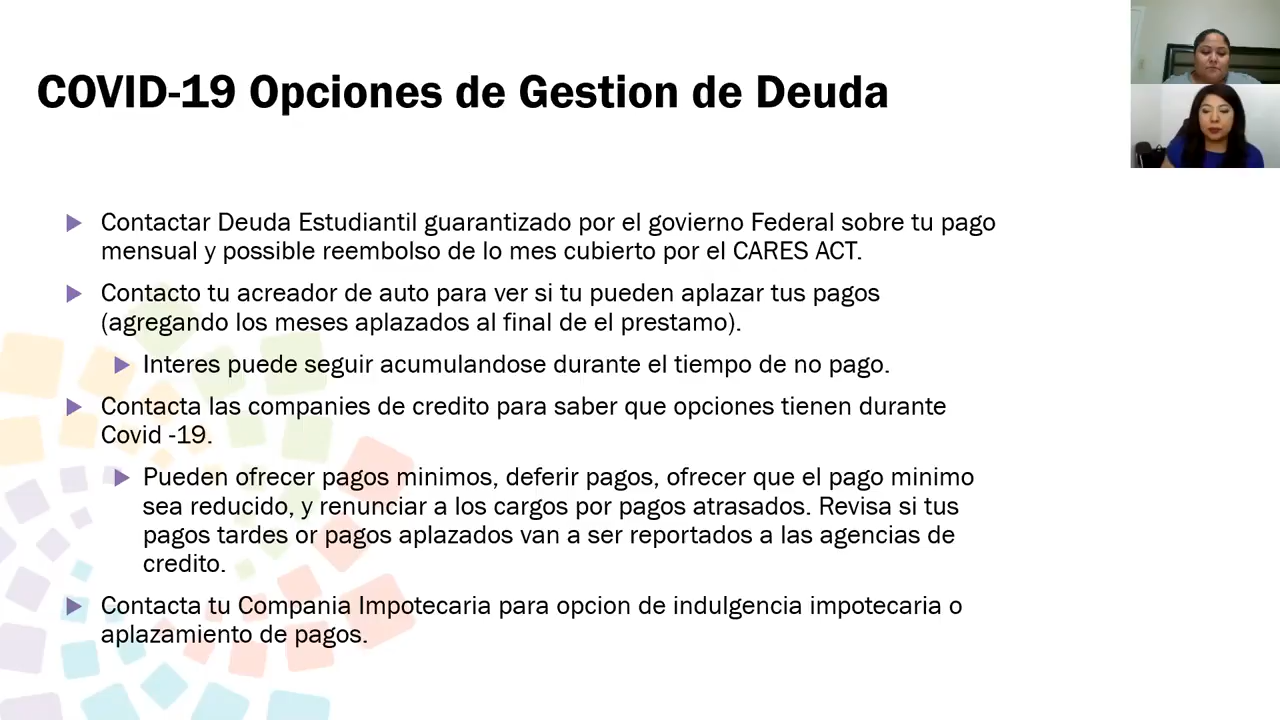 COVID-19 Opciones de Gestion de Deuda
Contactar Deuda Estudiantil guarantizado por el govierno Federal sobre tu pago
mensual y possible reembolso de lo mes cubierto por el CARES ACT.
Contacto tu acreador de auto para ver si tu pueden aplazar tus pagos
(agregando los meses aplazados al final de el prestamo).
Interes puede seguir acumulandose durante el tiempo de no pago.
Contacta las companies de credito para saber que opciones tienen durante
Covid -19.
Pueden ofrecer pagos minimos, deferir pagos, ofrecer que el pago minimo
sea reducido, y renunciar a los cargos por pagos atrasados. Revisa si tus
pagos tardes or pagos aplazados van a ser reportados a las agencias de
credito.
Contacta tu Compania Impotecaria para opcion de indulgencia impotecaria o
aplazamiento de pagos.